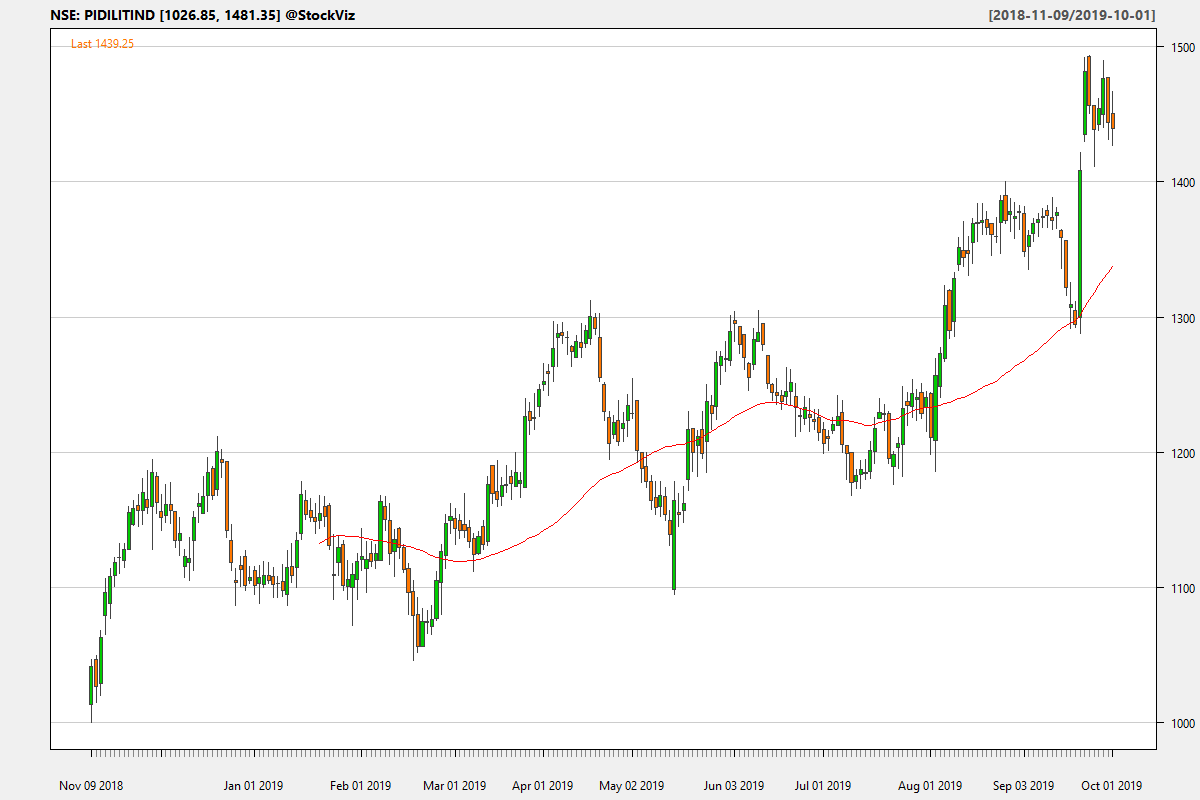 NSE: PIDILITIND [1026.85, 1481.35] @StockViz [2018-11-09/2019-10-01]
Last 1439.25
1500
1400
1300
1200
1100
1000
Nov 09 2018 Jan 01 2019 Feb 01 2019 Mar 01 2019 Apr 01 2019 May 02 2019 Jun 03 2019 Jul 01 2019 Aug 01 2019 Sep 03 2019 Oct 01 2019